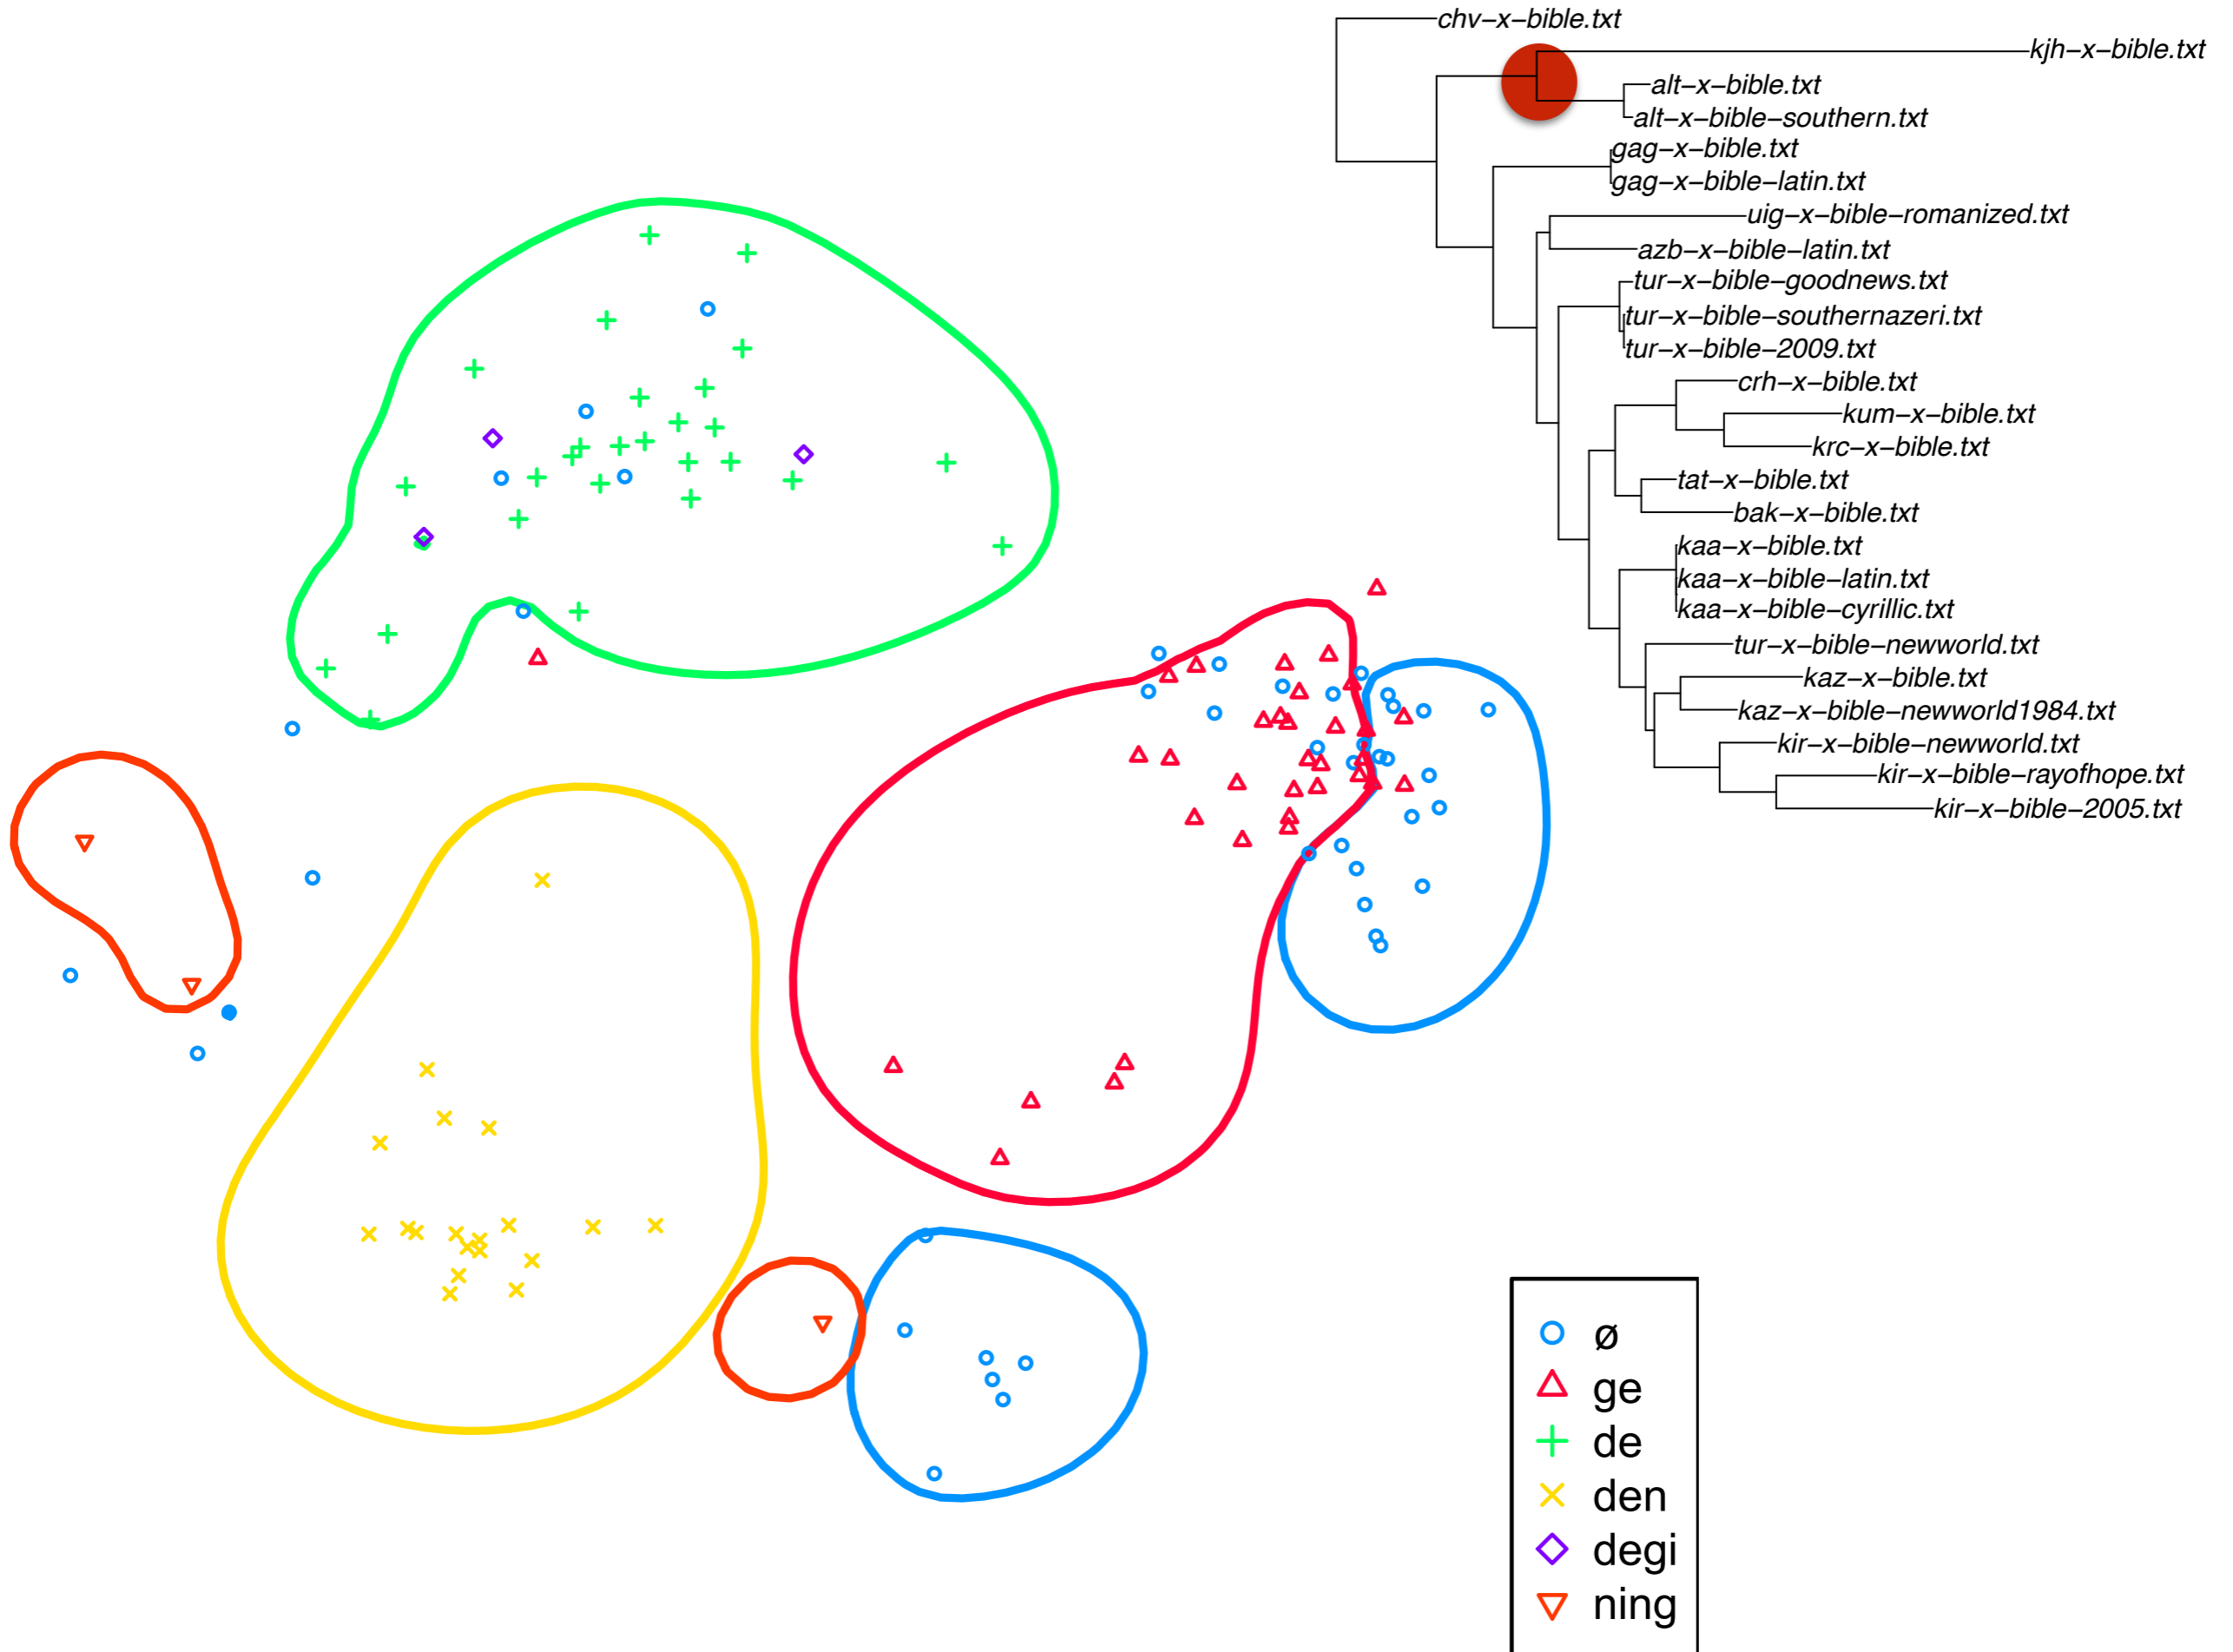 chv-x-bible.txt
kjh-x-bible.txt
alt-x-bible.txt
alt-x-bible-southern.txt
gag-x-bible.txt
gag-x-bible-latin.txt
uig-x-bible-romanized.txt
azb-x-bible-latin.txt
tur-x-bible-goodnews.txt
tur-x-bible-southernazeri.txt
tur-x-bible-2009.txt
crh-x-bible.txt
kum-x-bible.txt
krc-x-bible.txt
tat-x-bible.txt
bak-x-bible.txt
kaa-x-bible.txt
kaa-x-bible-latin.txt
kaa-x-bible-cyrillic.txt
tur-x-bible-newworld.txt
kaz-x-bible.txt
kaz-x-bible-newworld1984.txt
kir-x-bible-newworld.txt
kir-x-bible-rayofhope.txt
kir-x-bible-2005.txt
ø
ge
de
den
degi
ning